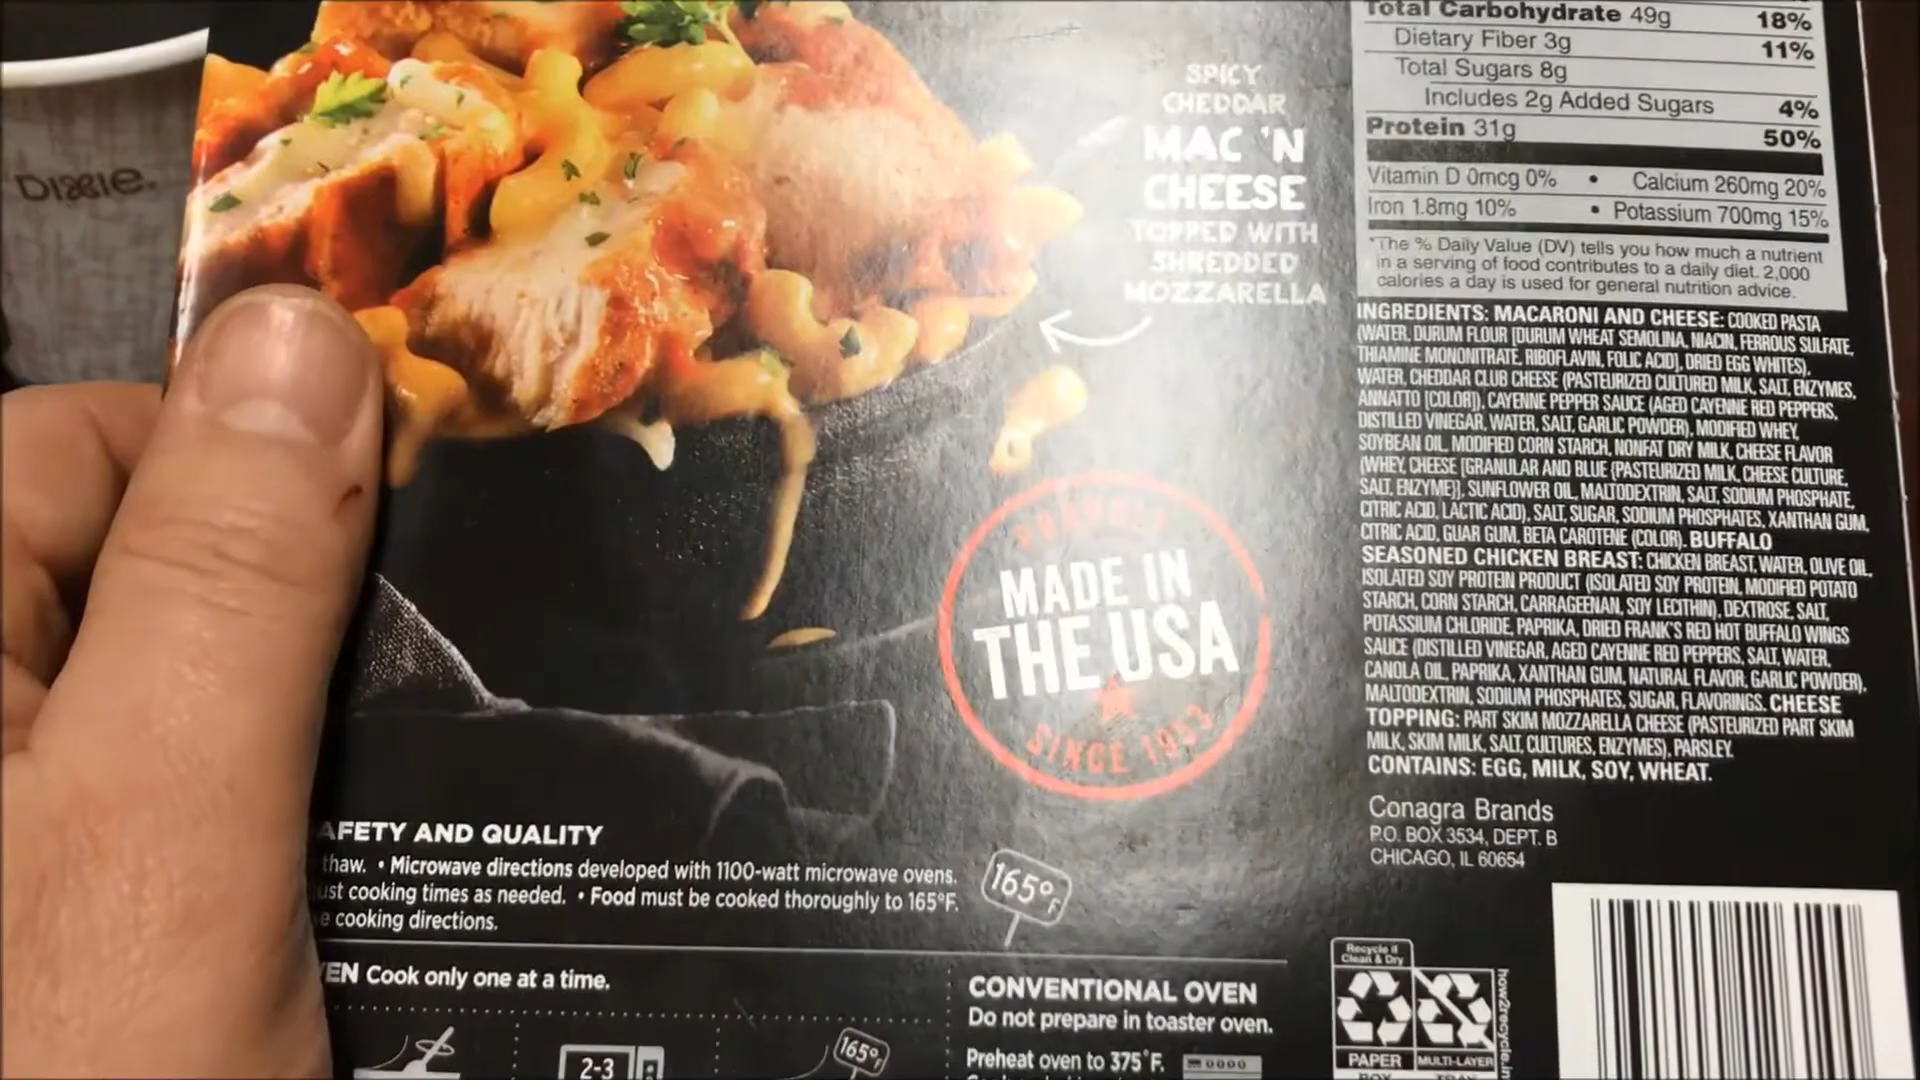 DIXIE.
SPICY
CHEDDAR
MAC 'N
CHEESE
TOPPED WITH
SHREDDED
MOZZARELLA
MADE IN
THE USA
SINCE 1953
AFETY AND QUALITY
thaw. • Microwave directions developed with 1100-watt microwave ovens.
ust cooking times as needed. • Food must be cooked thoroughly to 165°F.
e cooking directions.
165°F
EN Cook only one at a time.
2-3
165°F
CONVENTIONAL OVEN
Do not prepare in toaster oven.
Preheat oven to 375°F.
Total Carbohydrate 49g 18%
Dietary Fiber 3g 11%
Total Sugars 8g
Includes 2g Added Sugars 4%
Protein 31g 50%
Vitamin D 0mcg 0% • Calcium 260mg 20%
Iron 1.8mg 10% • Potassium 700mg 15%
*The % Daily Value (DV) tells you how much a nutrient
in a serving of food contributes to a daily diet. 2,000
calories a day is used for general nutrition advice.
INGREDIENTS: MACARONI AND CHEESE: COOKED PASTA
(WATER, DURUM FLOUR [DURUM WHEAT SEMOLINA, NIACIN, FERROUS SULFATE,
THIAMINE MONONITRATE, RIBOFLAVIN, FOLIC ACID], DRIED EGG WHITES),
WATER, CHEDDAR CLUB CHEESE (PASTEURIZED CULTURED MILK, SALT, ENZYMES,
ANNATTO [COLOR]), CAYENNE PEPPER SAUCE (AGED CAYENNE RED PEPPERS,
DISTILLED VINEGAR, WATER, SALT, GARLIC POWDER), MODIFIED WHEY,
SOYBEAN OIL, MODIFIED CORN STARCH, NONFAT DRY MILK, CHEESE FLAVOR
(WHEY, CHEESE [GRANULAR AND BLUE {PASTEURIZED MILK, CHEESE CULTURE,
SALT, ENZYME}], SUNFLOWER OIL, MALTODEXTRIN, SALT, SODIUM PHOSPHATE,
CITRIC ACID, LACTIC ACID), SALT, SUGAR, SODIUM PHOSPHATES, XANTHAN GUM,
CITRIC ACID, GUAR GUM, BETA CAROTENE (COLOR). BUFFALO
SEASONED CHICKEN BREAST: CHICKEN BREAST, WATER, OLIVE OIL,
ISOLATED SOY PROTEIN PRODUCT (ISOLATED SOY PROTEIN, MODIFIED POTATO
STARCH, CORN STARCH, CARRAGEENAN, SOY LECITHIN), DEXTROSE, SALT,
POTASSIUM CHLORIDE, PAPRIKA, DRIED FRANK'S RED HOT BUFFALO WINGS
SAUCE (DISTILLED VINEGAR, AGED CAYENNE RED PEPPERS, SALT, WATER,
CANOLA OIL, PAPRIKA, XANTHAN GUM, NATURAL FLAVOR, GARLIC POWDER),
MALTODEXTRIN, SODIUM PHOSPHATES, SUGAR, FLAVORINGS. CHEESE
TOPPING: PART SKIM MOZZARELLA CHEESE (PASTEURIZED PART SKIM
MILK, SKIM MILK, SALT, CULTURES, ENZYMES), PARSLEY.
CONTAINS: EGG, MILK, SOY, WHEAT.
Conagra Brands
P.O. BOX 3534, DEPT. B
CHICAGO, IL 60654
Recycle if
Clean & Dry
PAPER MULTI-LAYER
BOX TRAY
how2recycle.in